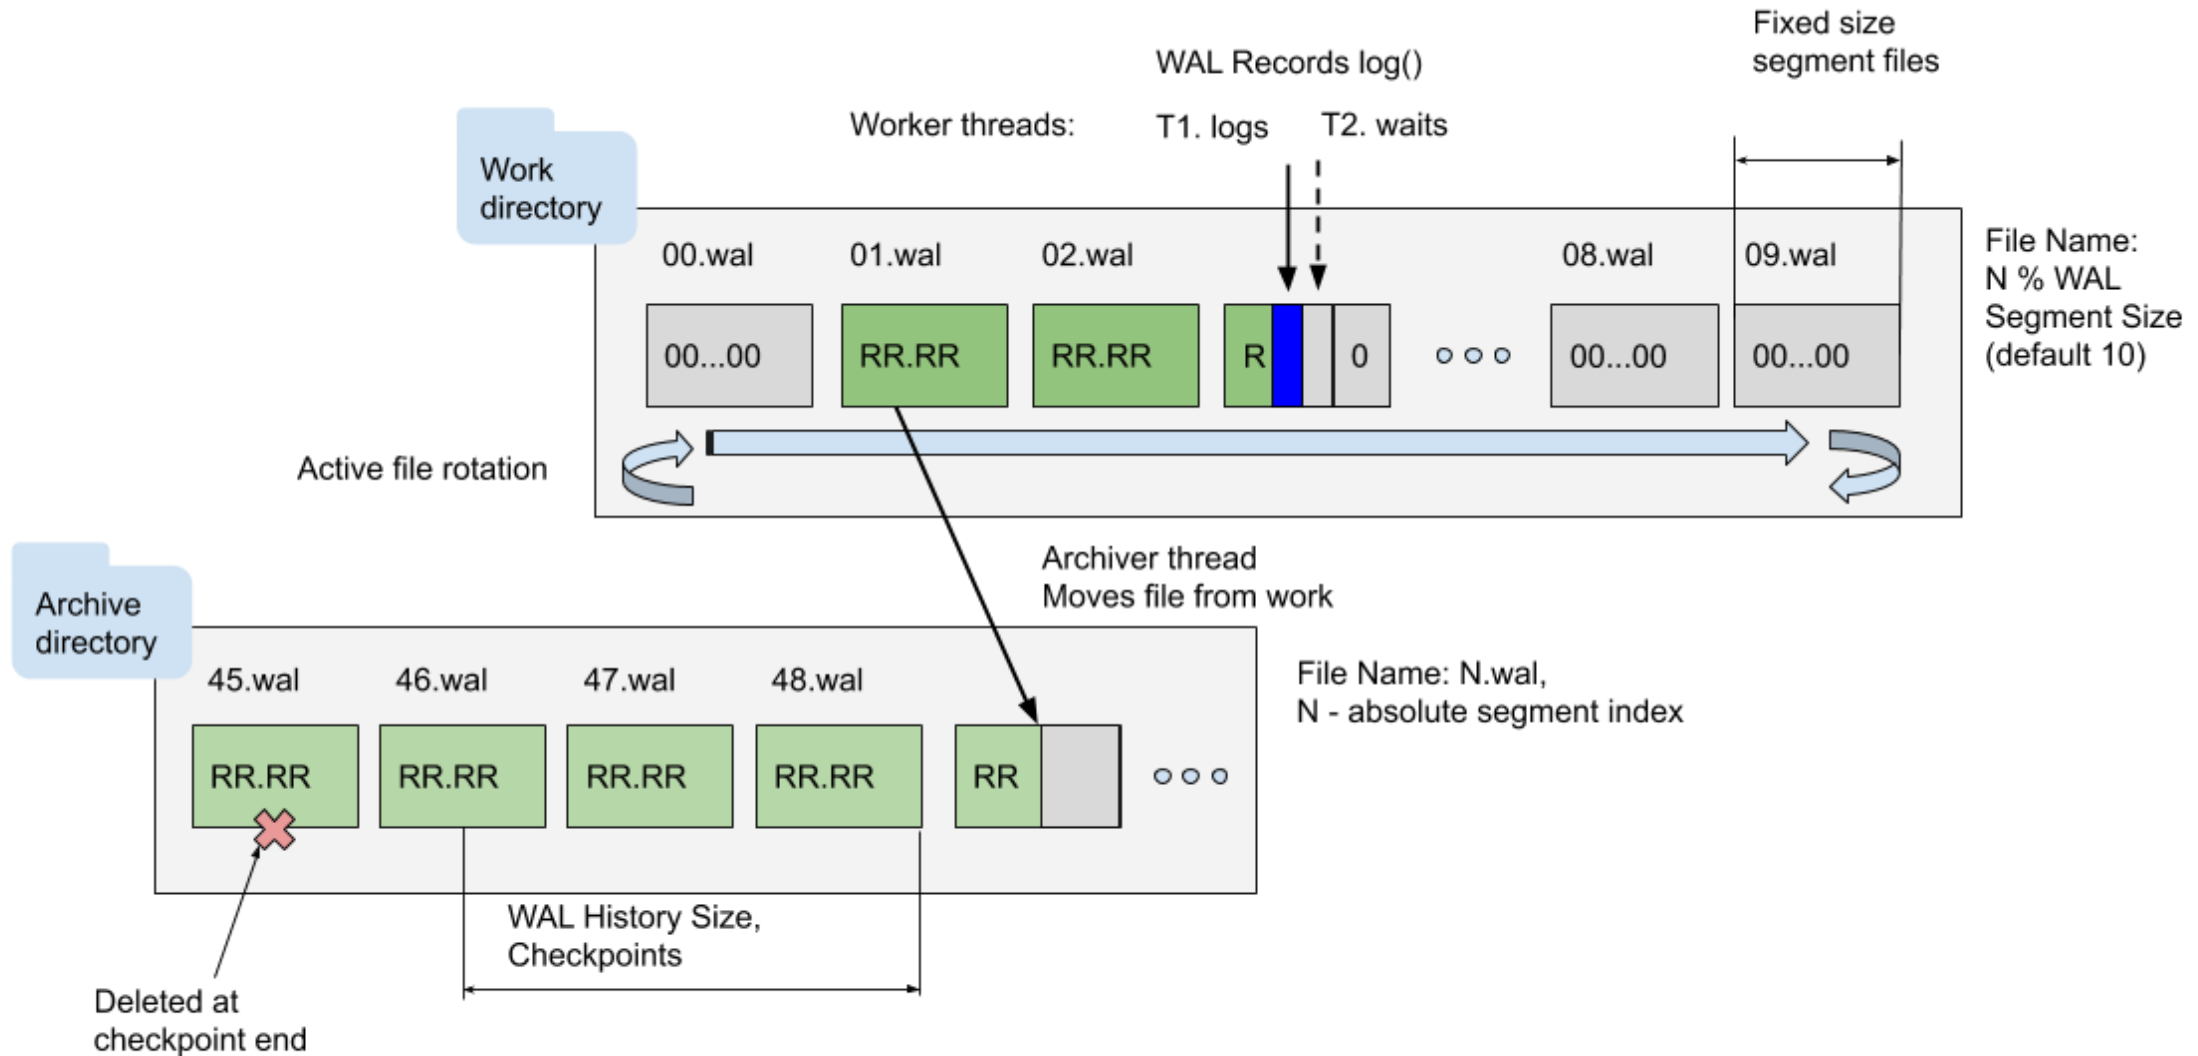 Fixed size
segment files
WAL Records log()
Worker threads:
T1. logs
T2. waits
Work
directory
00.wal
01.wal
02.wal
08.wal
09.wal
File Name:
N % WAL
Segment Size
(default 10)
00...00
RR.RR
RR.RR
R
0
00...00
00...00
Active file rotation
Archiver thread
Moves file from work
Archive
directory
45.wal
46.wal
47.wal
48.wal
File Name: N.wal,
N - absolute segment index
RR.RR
RR.RR
RR.RR
RR.RR
RR
WAL History Size,
Checkpoints
Deleted at
checkpoint end